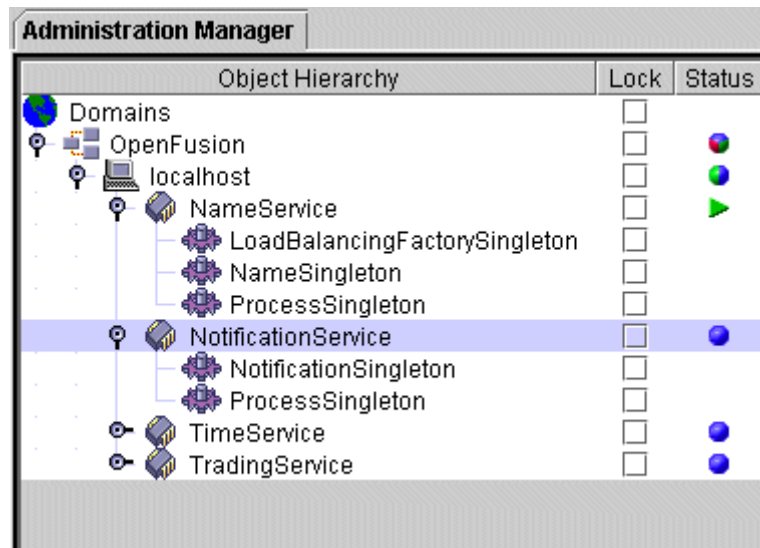 Administration Manager
Object Hierarchy Lock Status
Domains
OpenFusion
localhost
NameService
LoadBalancingFactorySingleton
NameSingleton
ProcessSingleton
NotificationService
NotificationSingleton
ProcessSingleton
TimeService
TradingService